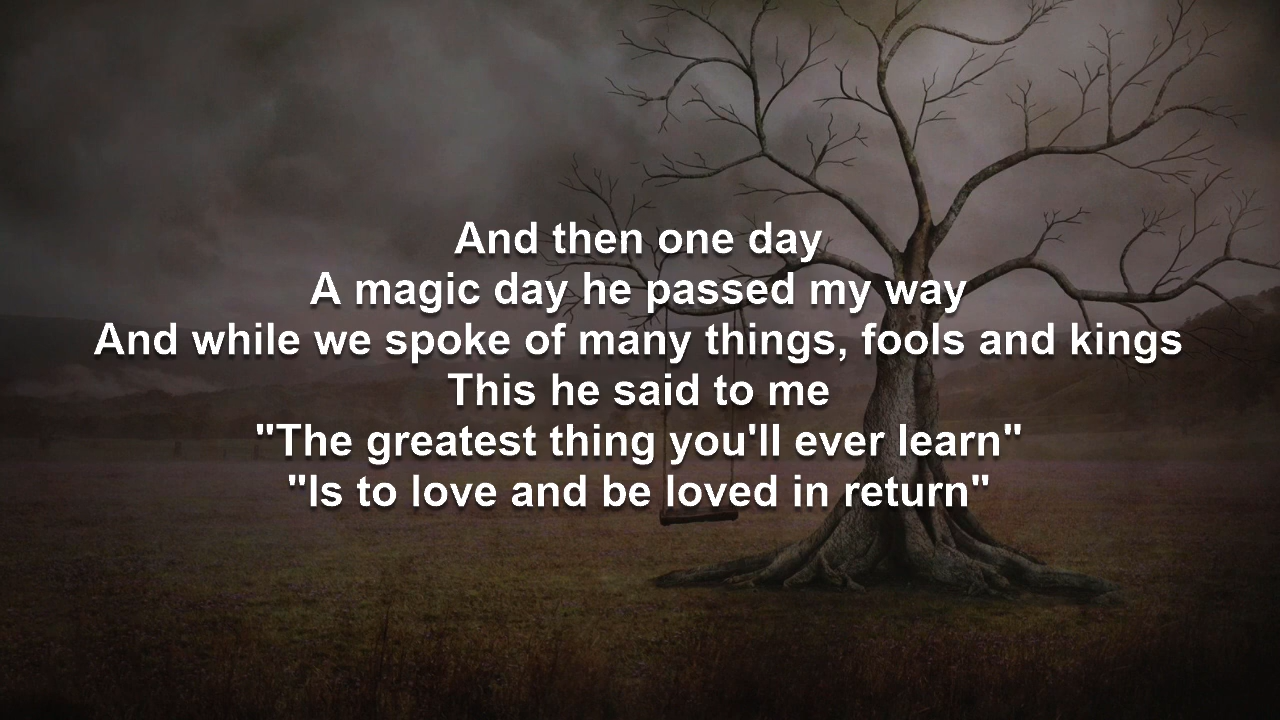 And then one day
A magic day he passed my way
And while we spoke of many things, fools and kings
This he said to me
"The greatest thing you'll ever learn"
"Is to love and be loved in return"